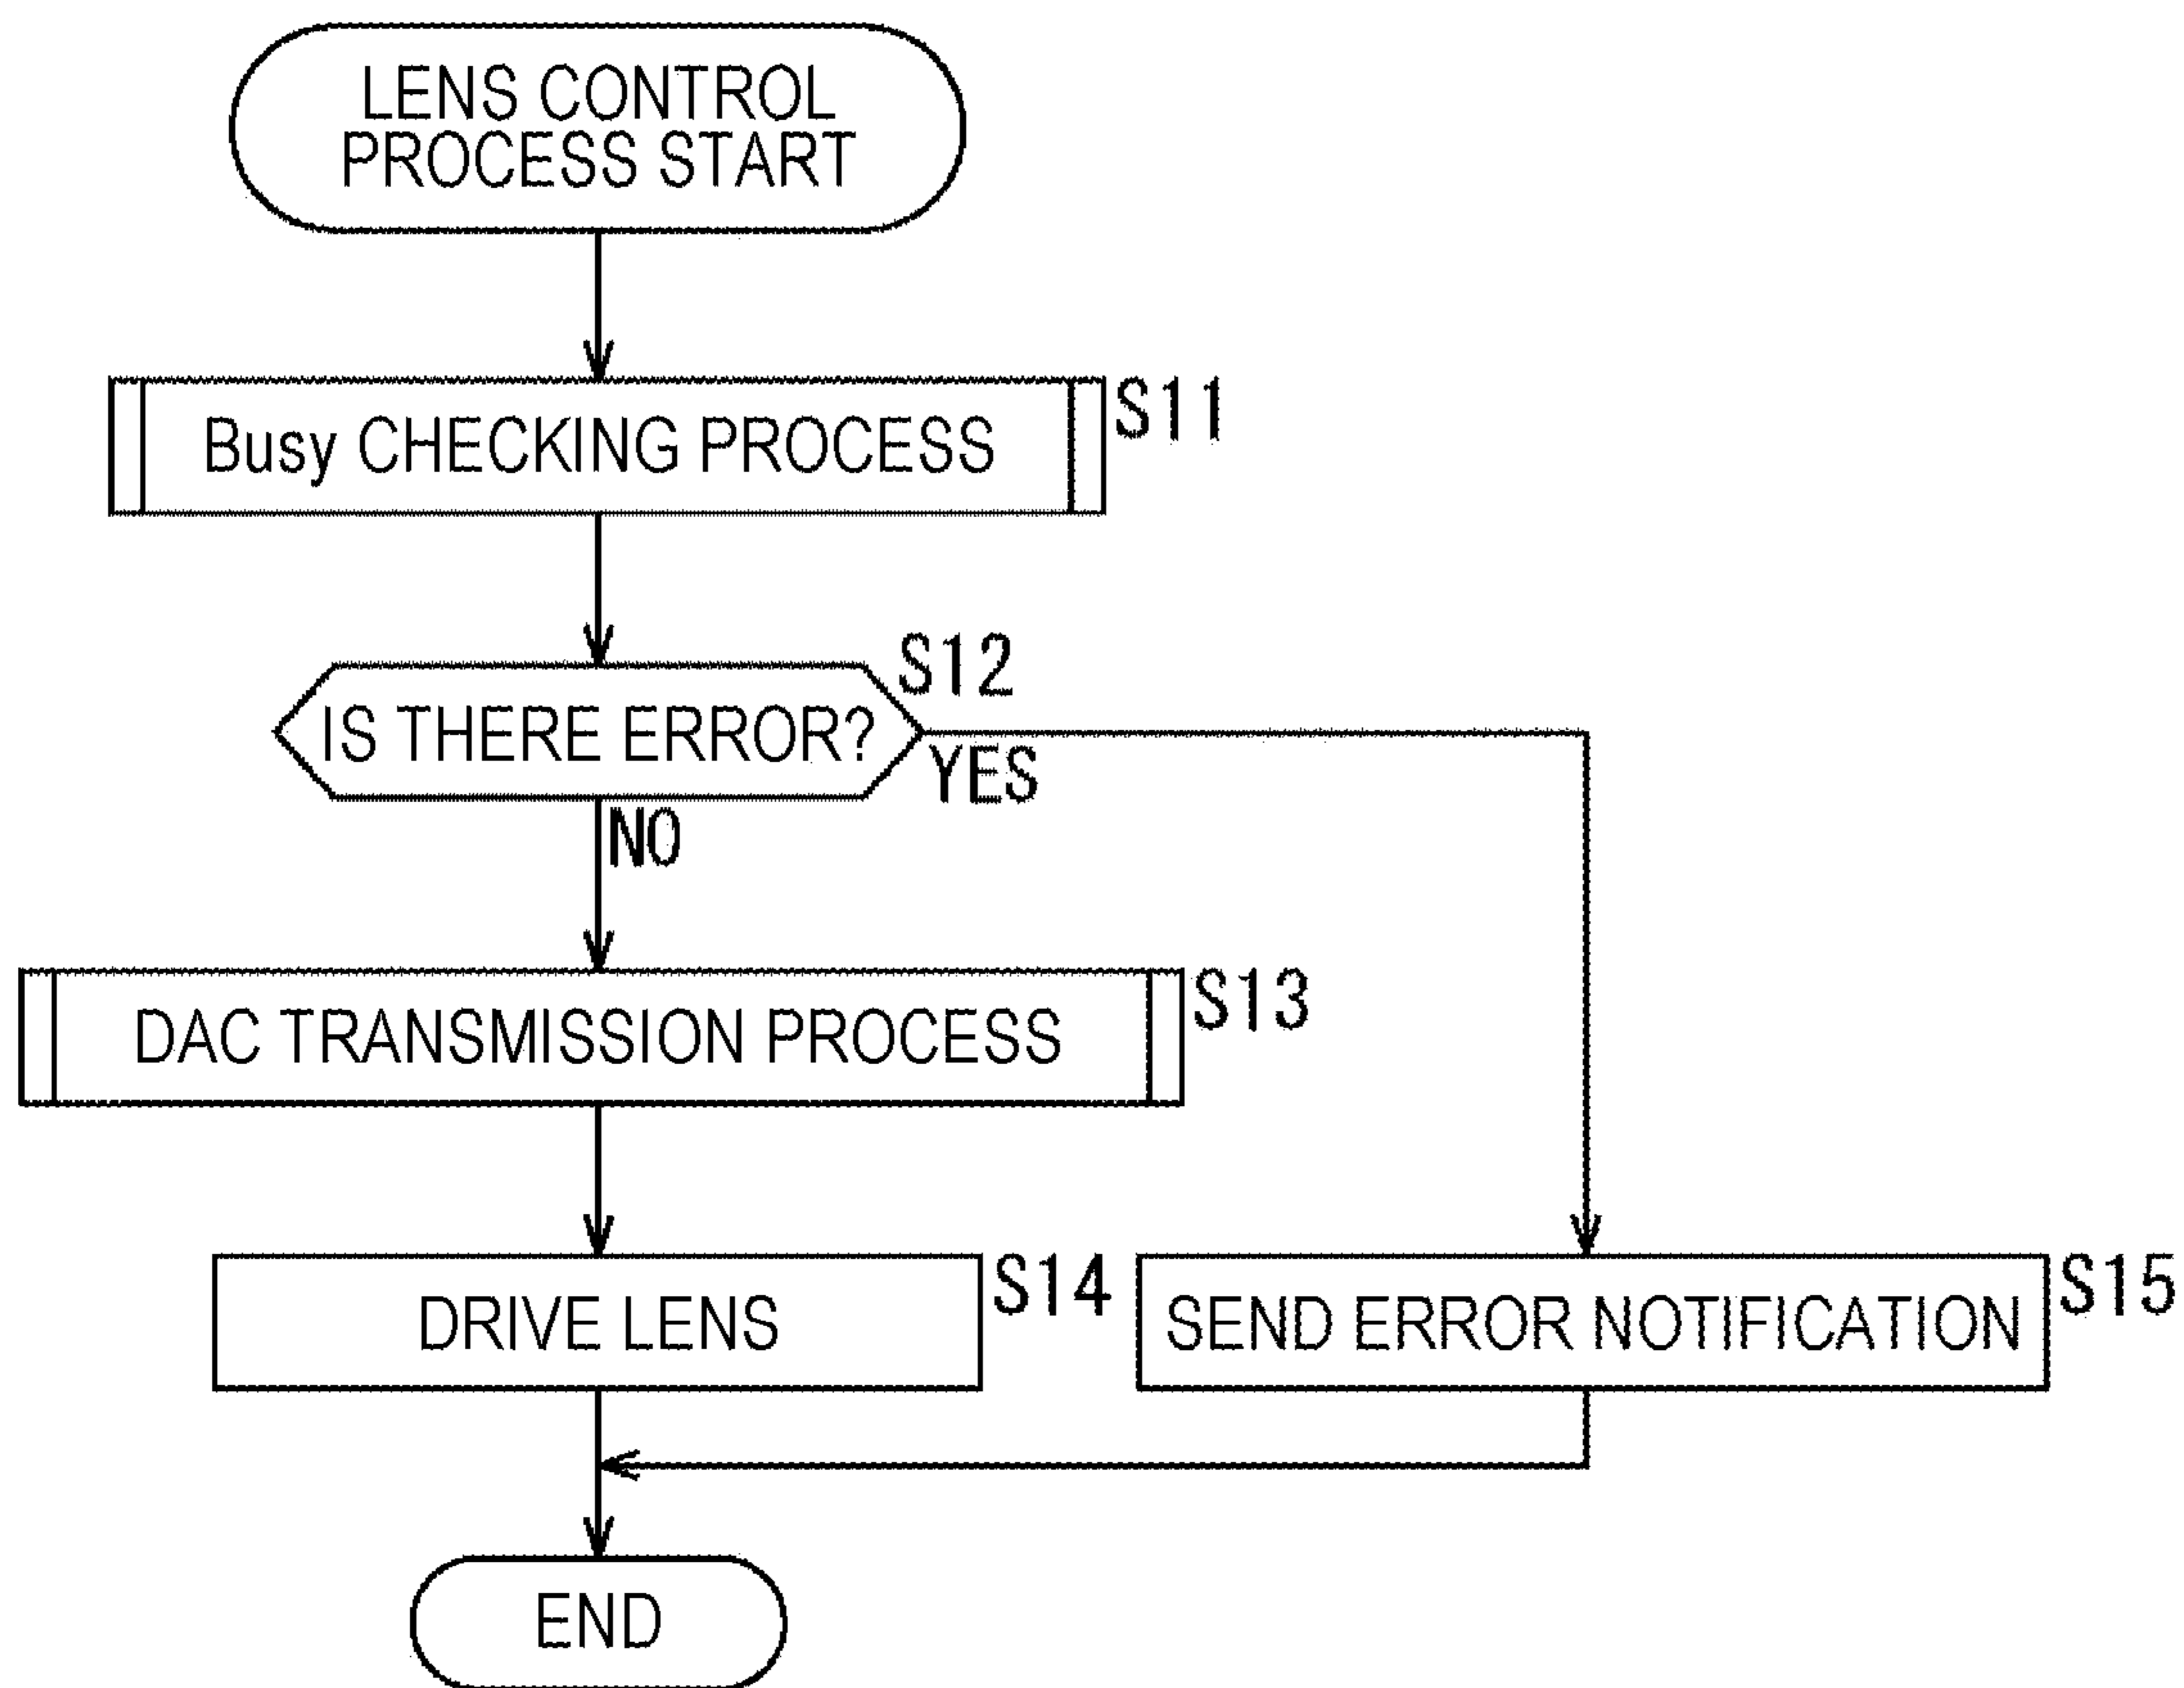 LENS CONTROL
PROCESS START
Busy CHECKING PROCESS
S11
IS THERE ERROR?
S12
YES
NO
DAC TRANSMISSION PROCESS
S13
DRIVE LENS
S14
SEND ERROR NOTIFICATION
S15
END